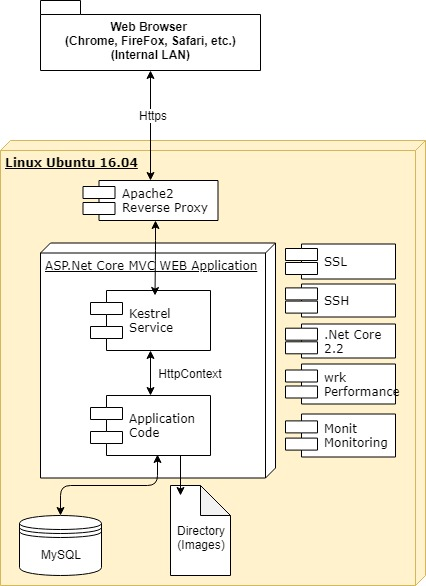 Web Browser
(Chrome, FireFox, Safari, etc.)
(Internal LAN)
Https
Linux Ubuntu 16.04
Apache2
Reverse Proxy
ASP.Net Core MVC WEB Application
Kestrel
Service
HttpContext
Application
Code
SSL
SSH
.Net Core
2.2
wrk
Performance
Monit
Monitoring
MySQL
Directory
(Images)